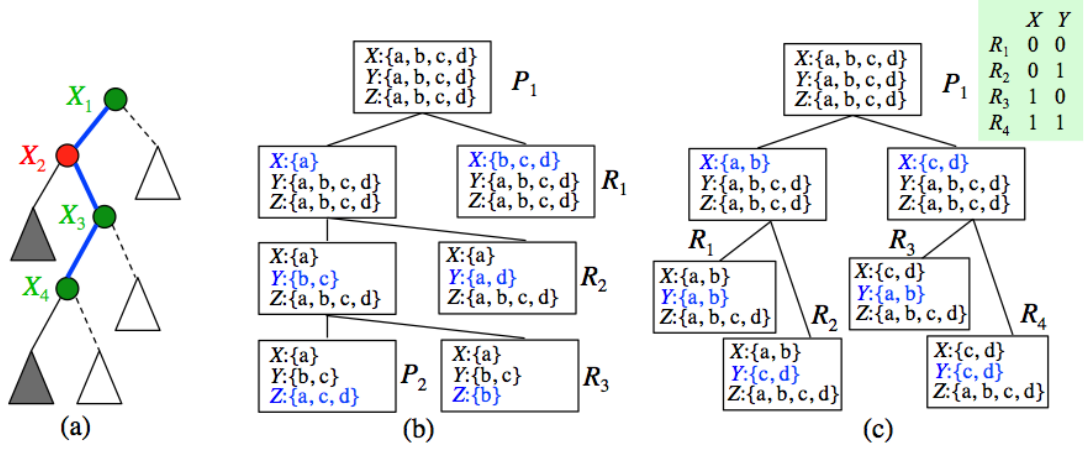 X₁
X₂
X₃
X₄
(a)
X:{a, b, c, d}
Y:{a, b, c, d}
Z:{a, b, c, d}
P₁
X:{a}
Y:{a, b, c, d}
Z:{a, b, c, d}
X:{b, c, d}
Y:{a, b, c, d}
Z:{a, b, c, d}
R₁
X:{a}
Y:{b, c}
Z:{a, b, c, d}
X:{a}
Y:{a, d}
Z:{a, b, c, d}
R₂
X:{a}
Y:{b, c}
Z:{a, c, d}
P₂
X:{a}
Y:{b, c}
Z:{b}
R₃
(b)
X:{a, b, c, d}
Y:{a, b, c, d}
Z:{a, b, c, d}
P₁
X Y
R₁ 0 0
R₂ 0 1
R₃ 1 0
R₄ 1 1
X:{a, b}
Y:{a, b, c, d}
Z:{a, b, c, d}
X:{c, d}
Y:{a, b, c, d}
Z:{a, b, c, d}
R₁
X:{a, b}
Y:{a, b}
Z:{a, b, c, d}
R₂
X:{a, b}
Y:{c, d}
Z:{a, b, c, d}
R₃
X:{c, d}
Y:{a, b}
Z:{a, b, c, d}
R₄
X:{c, d}
Y:{c, d}
Z:{a, b, c, d}
(c)